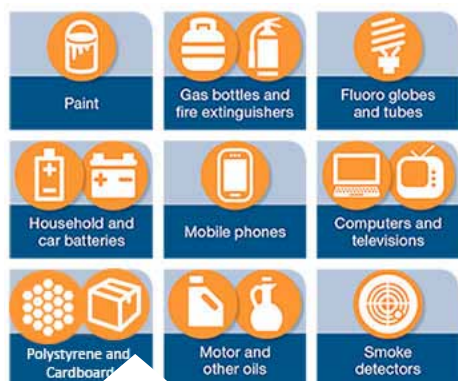 Paint
Gas bottles and
fire extinguishers
Fluoro globes
and tubes
Household and
car batteries
Mobile phones
Computers and
televisions
Polystyrene and
Cardboard
Motor and
other oils
Smoke
detectors